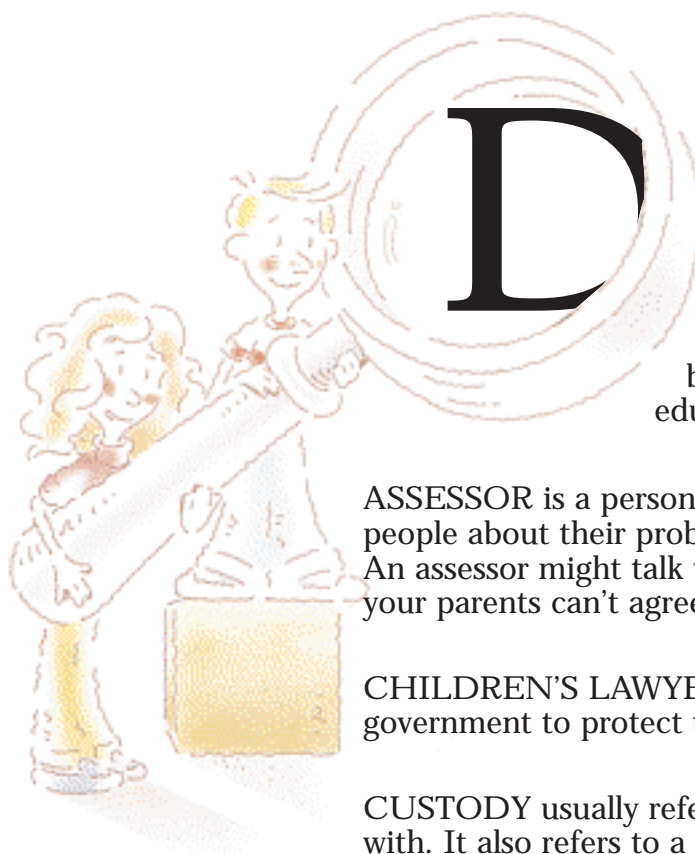 D
edu
ASSESSOR is a person
people about their prob
An assessor might talk
your parents can't agree
CHILDREN'S LAWYE
government to protect
CUSTODY usually refe
with. It also refers to a